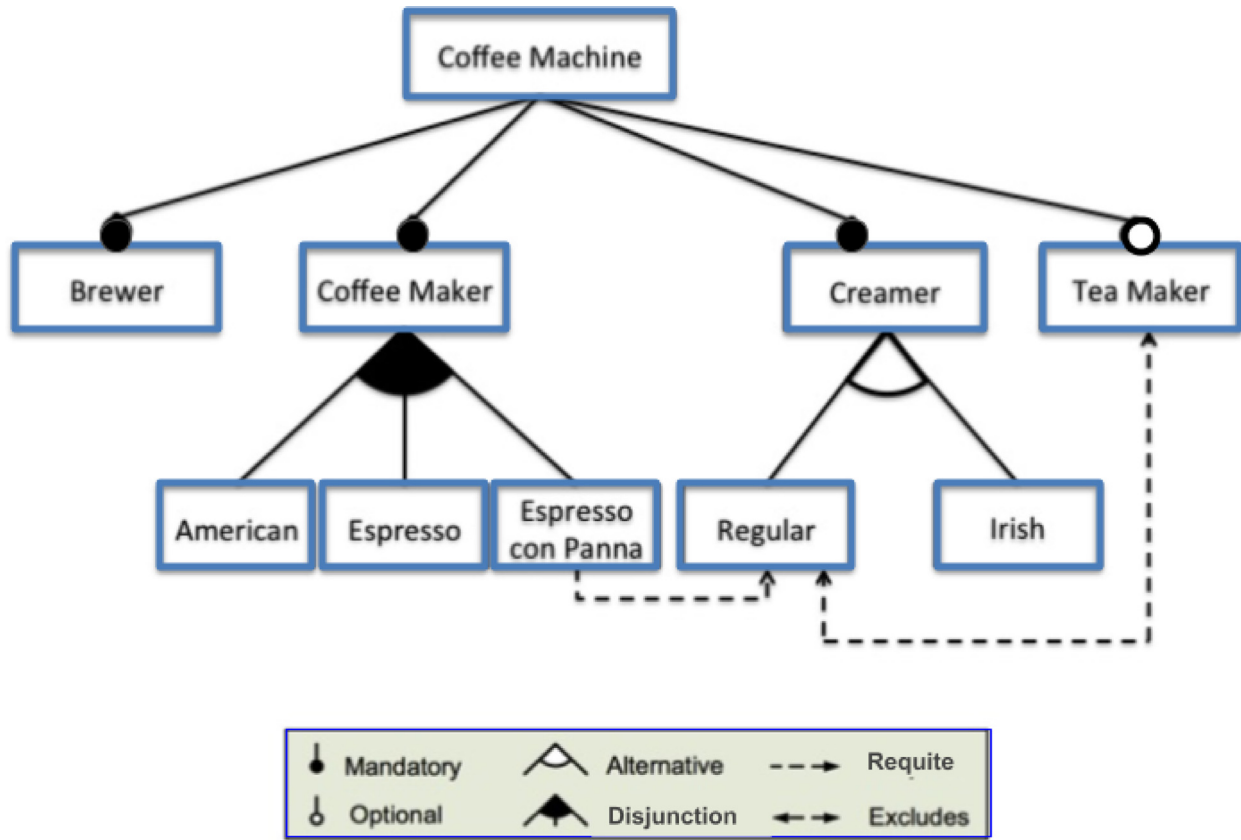 Coffee Machine
Brewer
Coffee Maker
Creamer
Tea Maker
American
Espresso
Espresso
con Panna
Regular
Irish
Mandatory
Alternative
Requite
Optional
Disjunction
Excludes